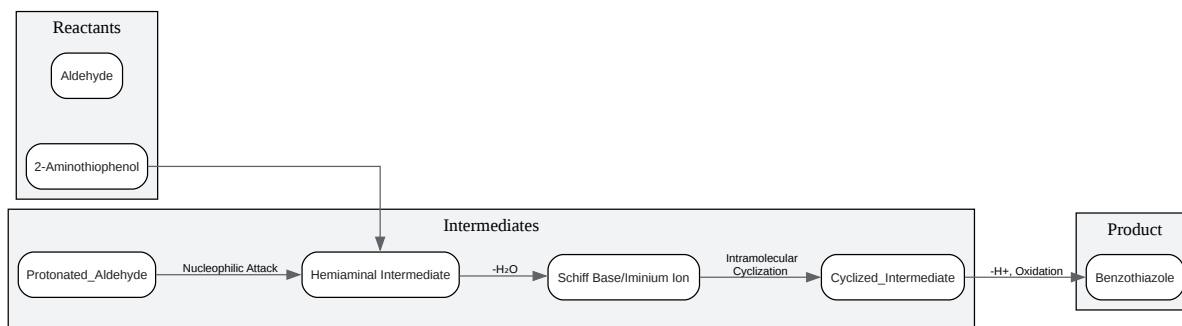 Reactants
Aldehyde
2-Aminothiophenol
Intermediates
Protonated_Aldehyde
Nucleophilic Attack
Hemiaminal Intermediate
-H₂O
Schiff Base/Iminium Ion
Intramolecular
Cyclization
Cyclized_Intermediate
-H+, Oxidation
Product
Benzothiazole